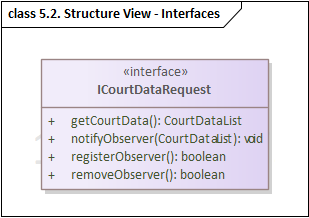 class 5.2. Structure View - Interfaces
«interface»
ICourtDataRequest
+ getCourtData(): CourtDataList
+ notifyObserver(CourtDataList): void
+ registerObserver(): boolean
+ removeObserver(): boolean